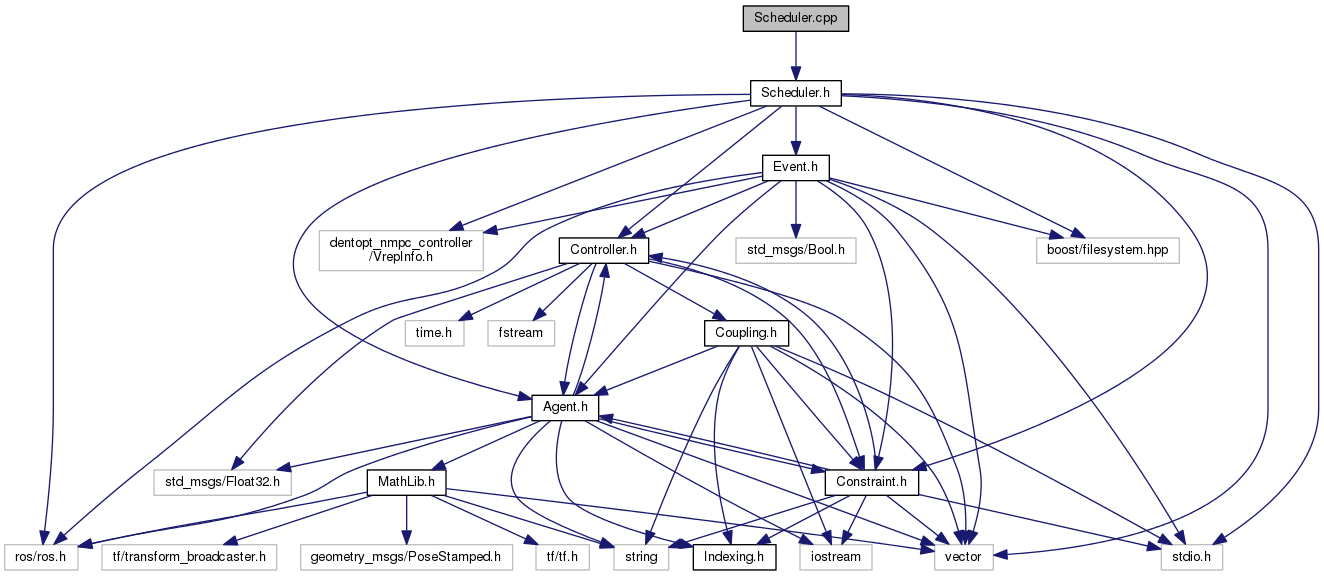 Scheduler.cpp
Scheduler.h
Event.h
dentopt_nmpc_controller
/VrepInfo.h
Controller.h
std_msgs/Bool.h
boost/filesystem.hpp
time.h
fstream
Coupling.h
Agent.h
std_msgs/Float32.h
MathLib.h
Constraint.h
ros/ros.h
tf/transform_broadcaster.h
geometry_msgs/PoseStamped.h
tf/tf.h
string
Indexing.h
iostream
vector
stdio.h